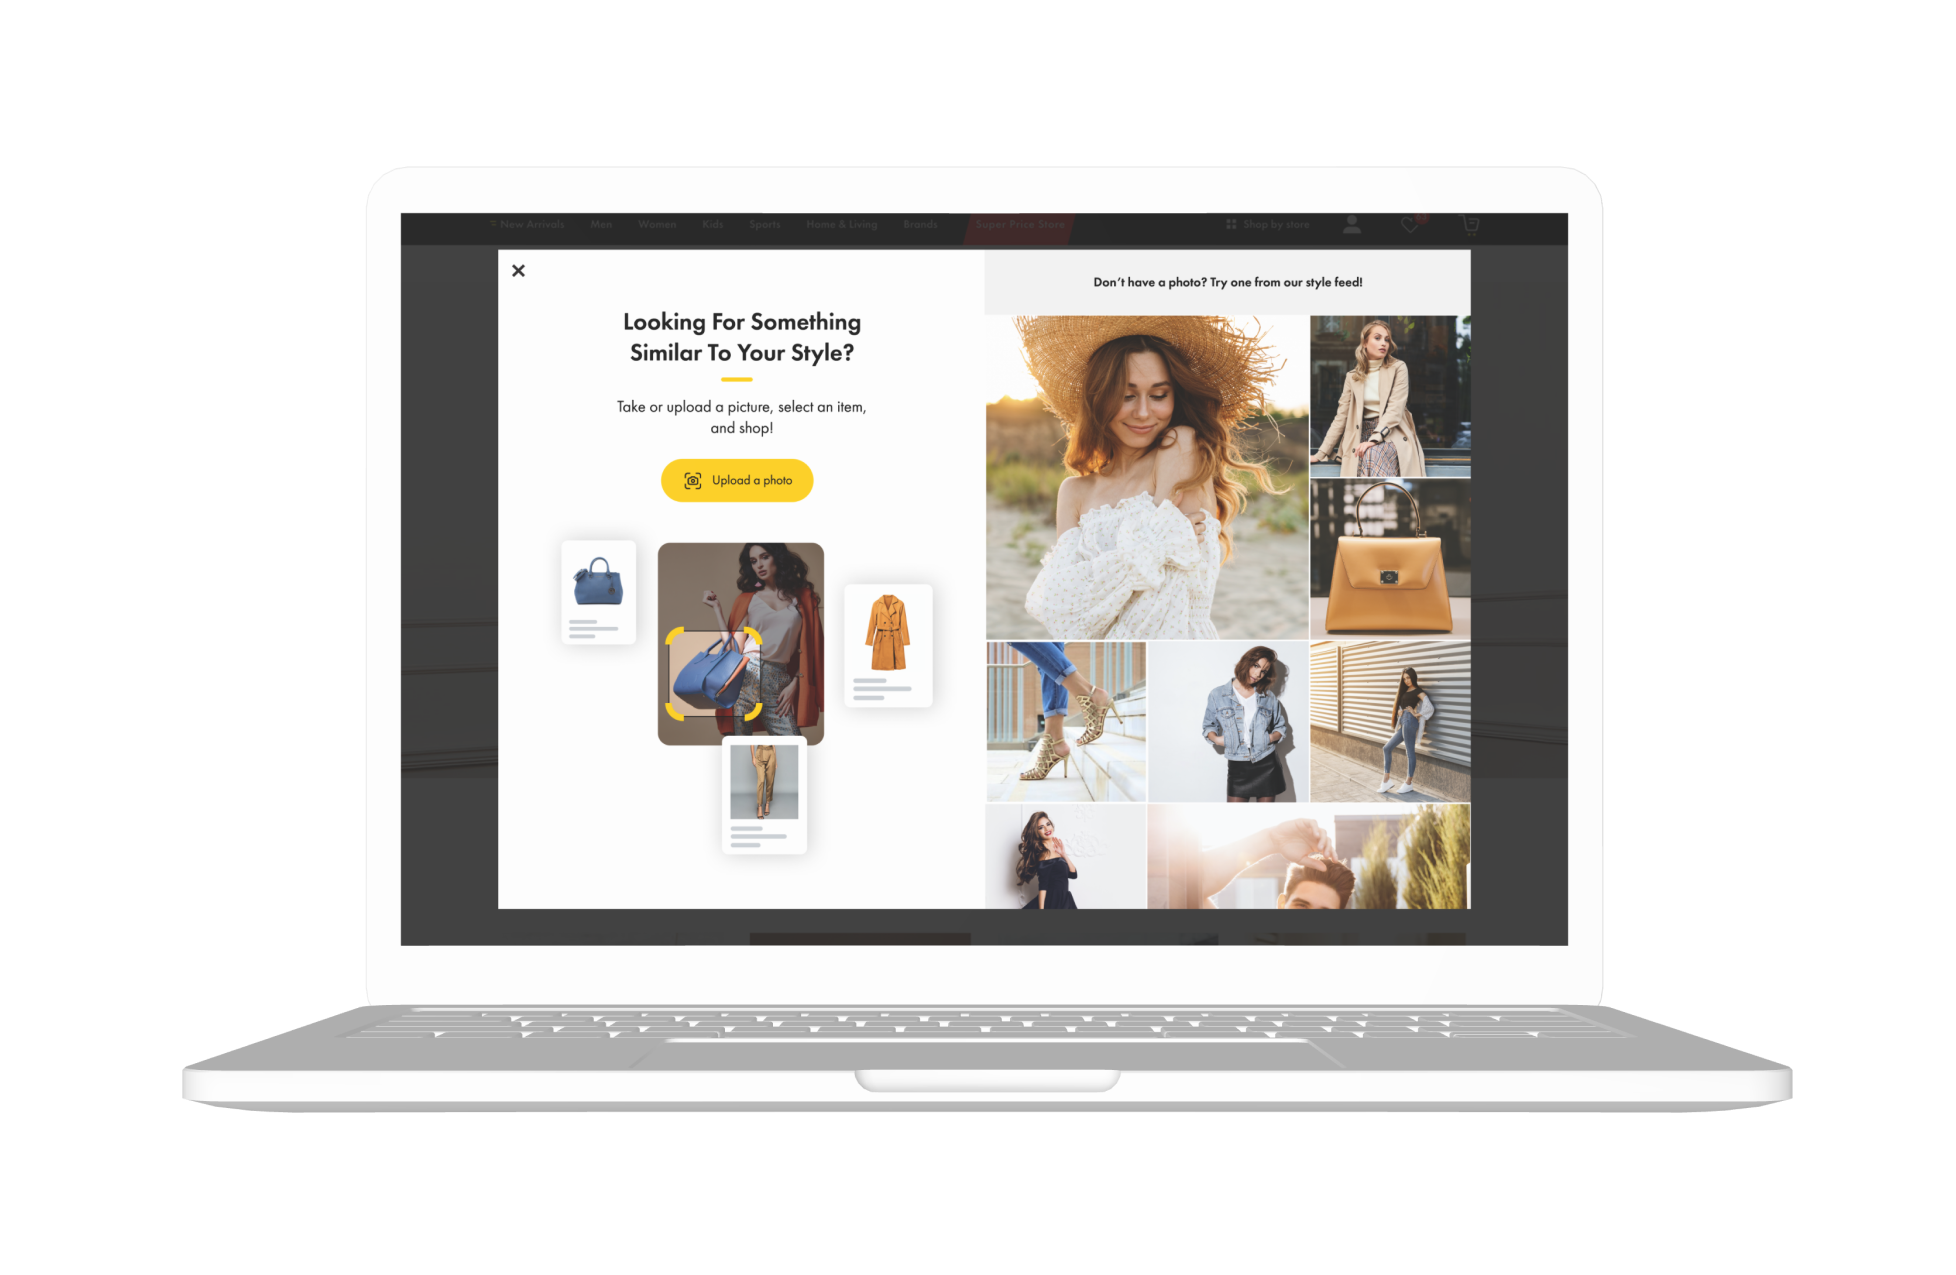 New Arrivals
Men
Women
Kids
Sports
Home & Living
Brands
Super Price Store
Shop by store
Don't have a photo? Try one from our style feed!
Looking For Something
Similar To Your Style?
Take or upload a picture, select an item,
and shop!
Upload a photo